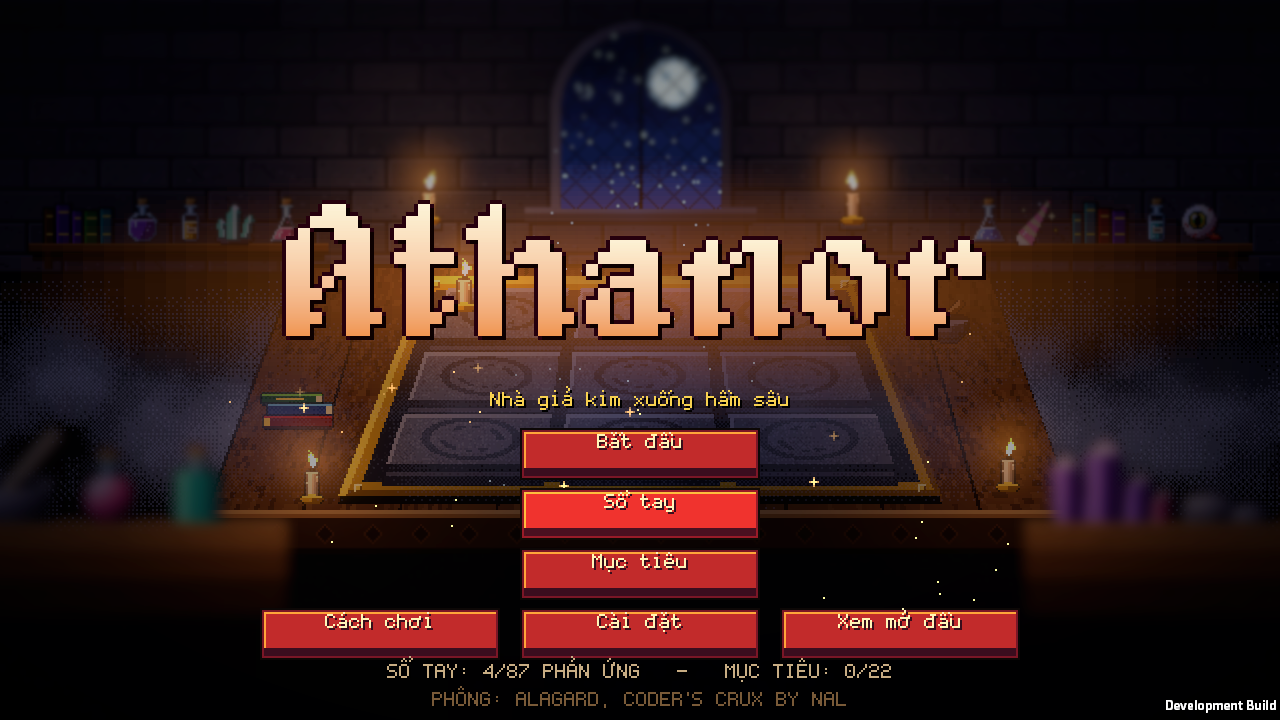 Athanor
Nhà giả kim xuống hầm sâu
Bắt đầu
Sổ tay
Mục tiêu
Cách chơi
Cài đặt
Xem mở đầu
SỔ TAY: 4/87 PHẢN ỨNG – MỤC TIÊU: 0/22
PHÔNG: ALAGARD, CODER'S CRUX BY NAL
Development Build